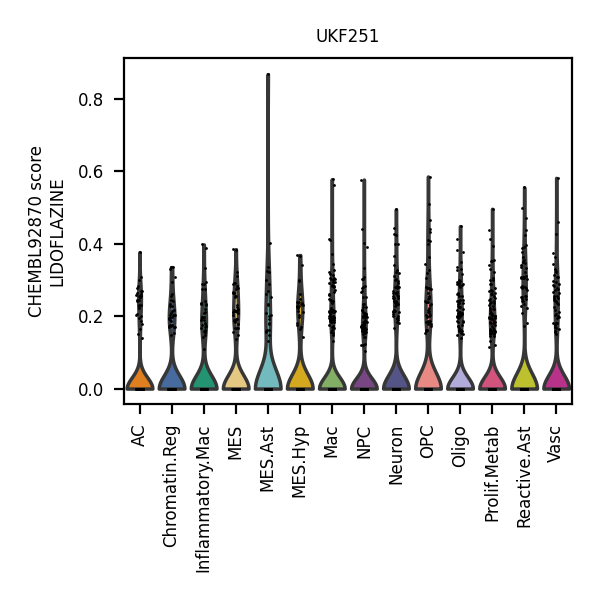 UKF251
CHEMBL92870 score
LIDOFLAZINE
0.8
0.6
0.4
0.2
0.0
AC
Chromatin.Reg
Inflammatory.Mac
MES
MES.Ast
MES.Hyp
Mac
NPC
Neuron
OPC
Oligo
Prolif.Metab
Reactive.Ast
Vasc